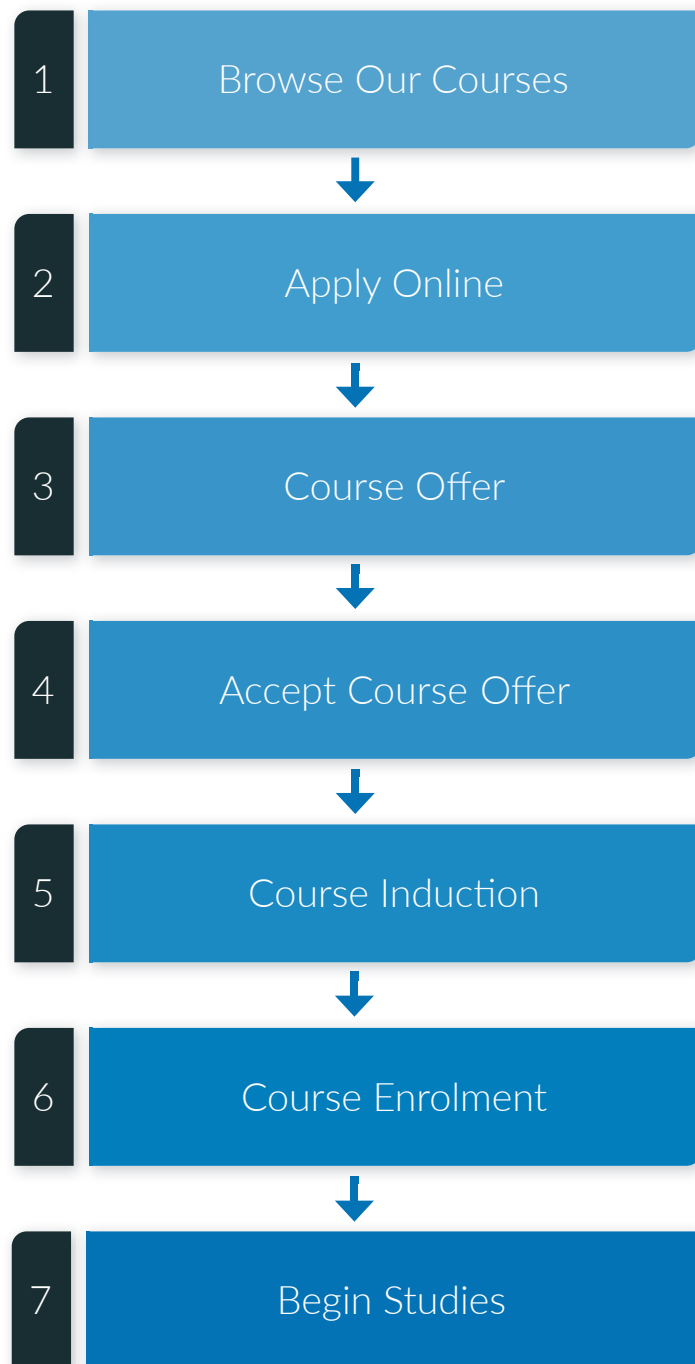 1 Browse Our Courses
2 Apply Online
3 Course Offer
4 Accept Course Offer
5 Course Induction
6 Course Enrolment
7 Begin Studies